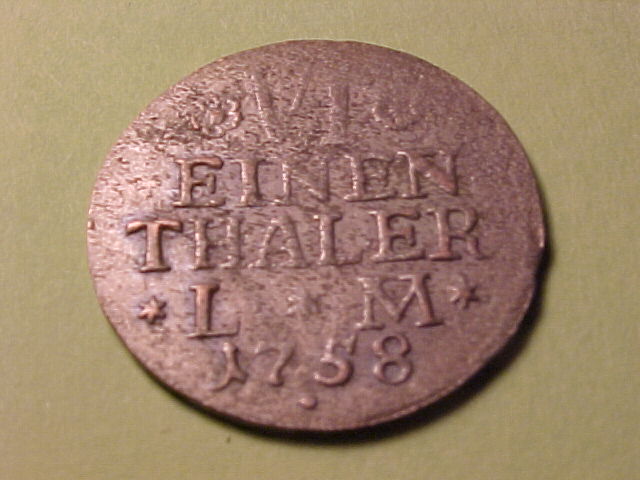 VI
EINEN
THALER
* L * M *
1758